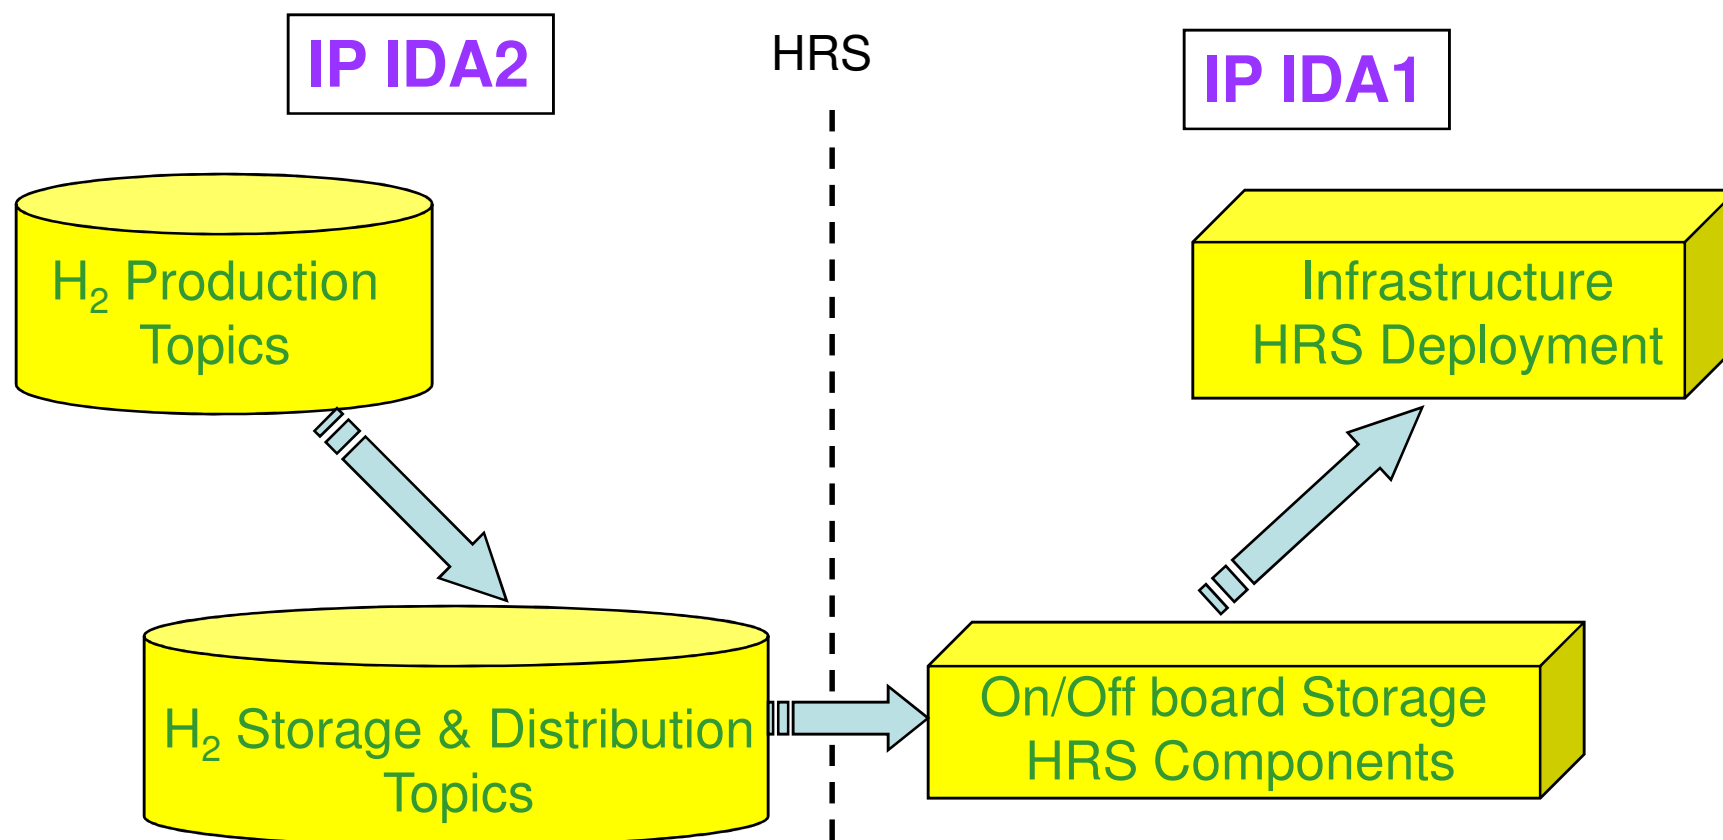 IP IDA2
HRS
IP IDA1
H₂ Production
Topics
Infrastructure
HRS Deployment
H₂ Storage & Distribution
Topics
On/Off board Storage
HRS Components